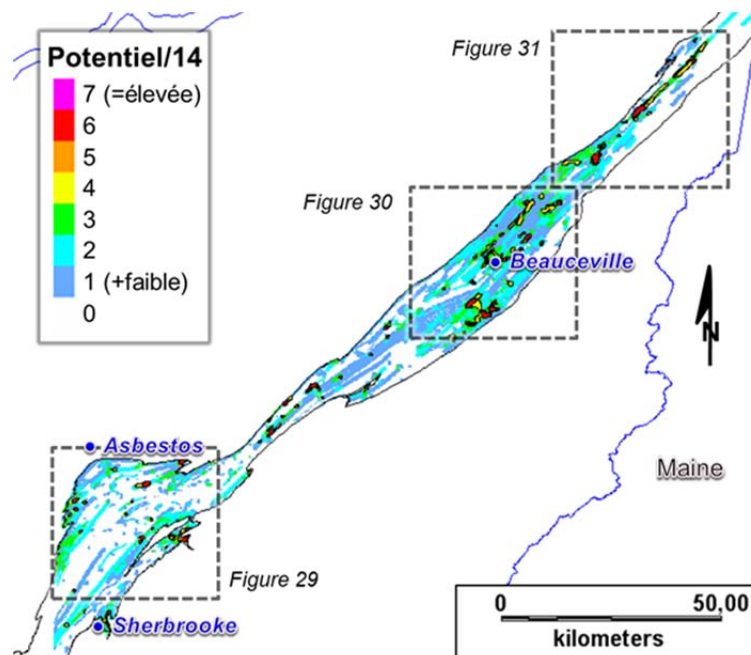 Potentiel/14
7 (=élevée)
6
5
4
3
2
1 (+faible)
0
Figure 31
Figure 30
Beauceville
N
Asbestos
Maine
Figure 29
Sherbrooke
0 50,00
kilometers